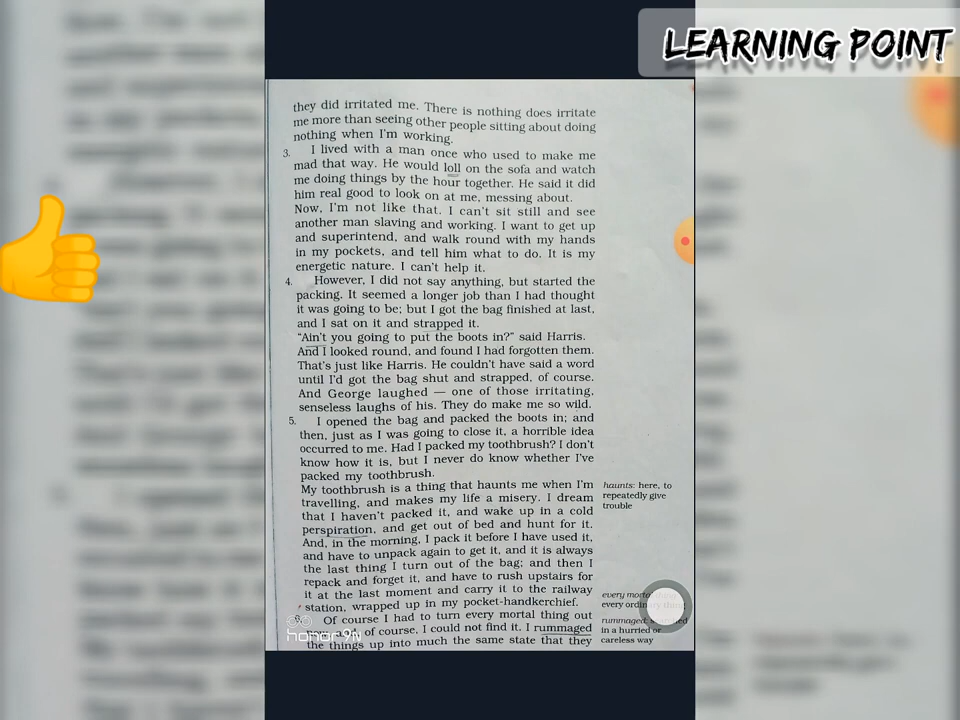 LEARNING POINT
they did irritated me. There is nothing does irritate
me more than seeing other people sitting about doing
nothing when I'm working.
3. I lived with a man once who used to make me
mad that way. He would loll on the sofa and watch
me doing things by the hour together. He said it did
him real good to look on at me, messing about.
Now, I'm not like that. I can't sit still and see
another man slaving and working. I want to get up
and superintend, and walk round with my hands
in my pockets, and tell him what to do. It is my
energetic nature. I can't help it.
4. However, I did not say anything, but started the
packing. It seemed a longer job than I had thought
it was going to be; but I got the bag finished at last,
and I sat on it and strapped it.
“Ain't you going to put the boots in?” said Harris.
And I looked round, and found I had forgotten them.
That's just like Harris. He couldn't have said a word
until I'd got the bag shut and strapped, of course.
And George laughed — one of those irritating,
senseless laughs of his. They do make me so wild.
5. I opened the bag and packed the boots in; and
then, just as I was going to close it, a horrible idea
occurred to me. Had I packed my toothbrush? I don't
know how it is, but I never do know whether I've
packed my toothbrush.
My toothbrush is a thing that haunts me when I'm
travelling, and makes my life a misery. I dream
that I haven't packed it, and wake up in a cold
perspiration, and get out of bed and hunt for it.
And, in the morning, I pack it before I have used it,
and have to unpack again to get it, and it is always
the last thing I turn out of the bag; and then I
repack and forget it, and have to rush upstairs for
it at the last moment and carry it to the railway
station, wrapped up in my pocket-handkerchief.
Of course I had to turn every mortal thing out
of course, I could not find it. I rummaged
the things up into much the same state that they
haunts: here, to
repeatedly give
trouble
every
every
rummaged:
in a hurried or
careless way
honor 9N